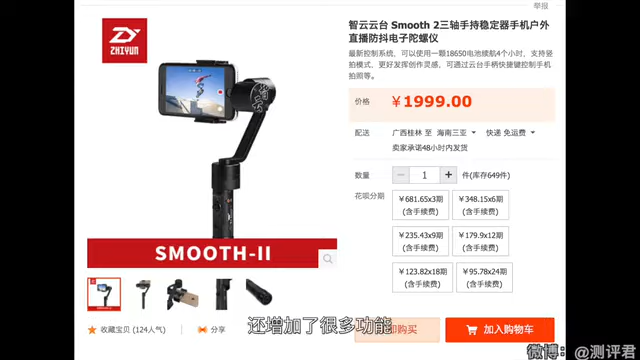 举报
ZHIYUN
智云云台 Smooth 2三轴手持稳定器手机户外
直播防抖电子陀螺仪
最新控制系统，可以使用一颗18650电池续航4个小时，支持竖
拍模式，更好发挥创作灵感，可通过云台手柄快捷键控制手机
拍照等。
价格 ￥1999.00
配送 广西桂林 至 海南三亚 快递 免运费
卖家承诺48小时内发货
数量 － 1 + 件(库存649件)
花呗分期 ￥681.65x3期 ￥348.15x6期
(含手续费) (含手续费)
￥235.43x9期 ￥179.9x12期
(含手续费) (含手续费)
￥123.82x18期 ￥95.78x24期
(含手续费) (含手续费)
SMOOTH-II
SMOOTH-II
收藏宝贝 (124人气) 分享
还增加了很多功能
即购买
加入购物车
微博：@测评君